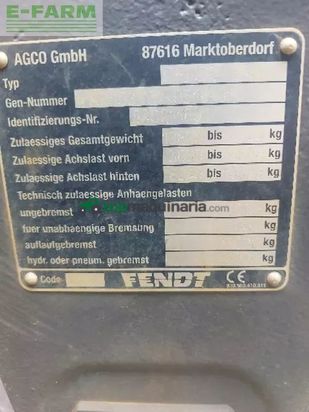 E-FARM
AGCO GmbH 87616 Marktoberdorf
Typ
Gen-Nummer
Identifizierungs-Nr.
Zulaessiges Gesamtgewicht bis kg
Zulaessige Achslast vorn bis kg
Zulaessige Achslast hinten bis kg
Technisch zulaessige Anhaengelasten
ungebremst kg
fuer unabhaengige Bremsung kg
auflaufgebremst kg
hydr. oder pneum. gebremst kg
Code FENDT CE